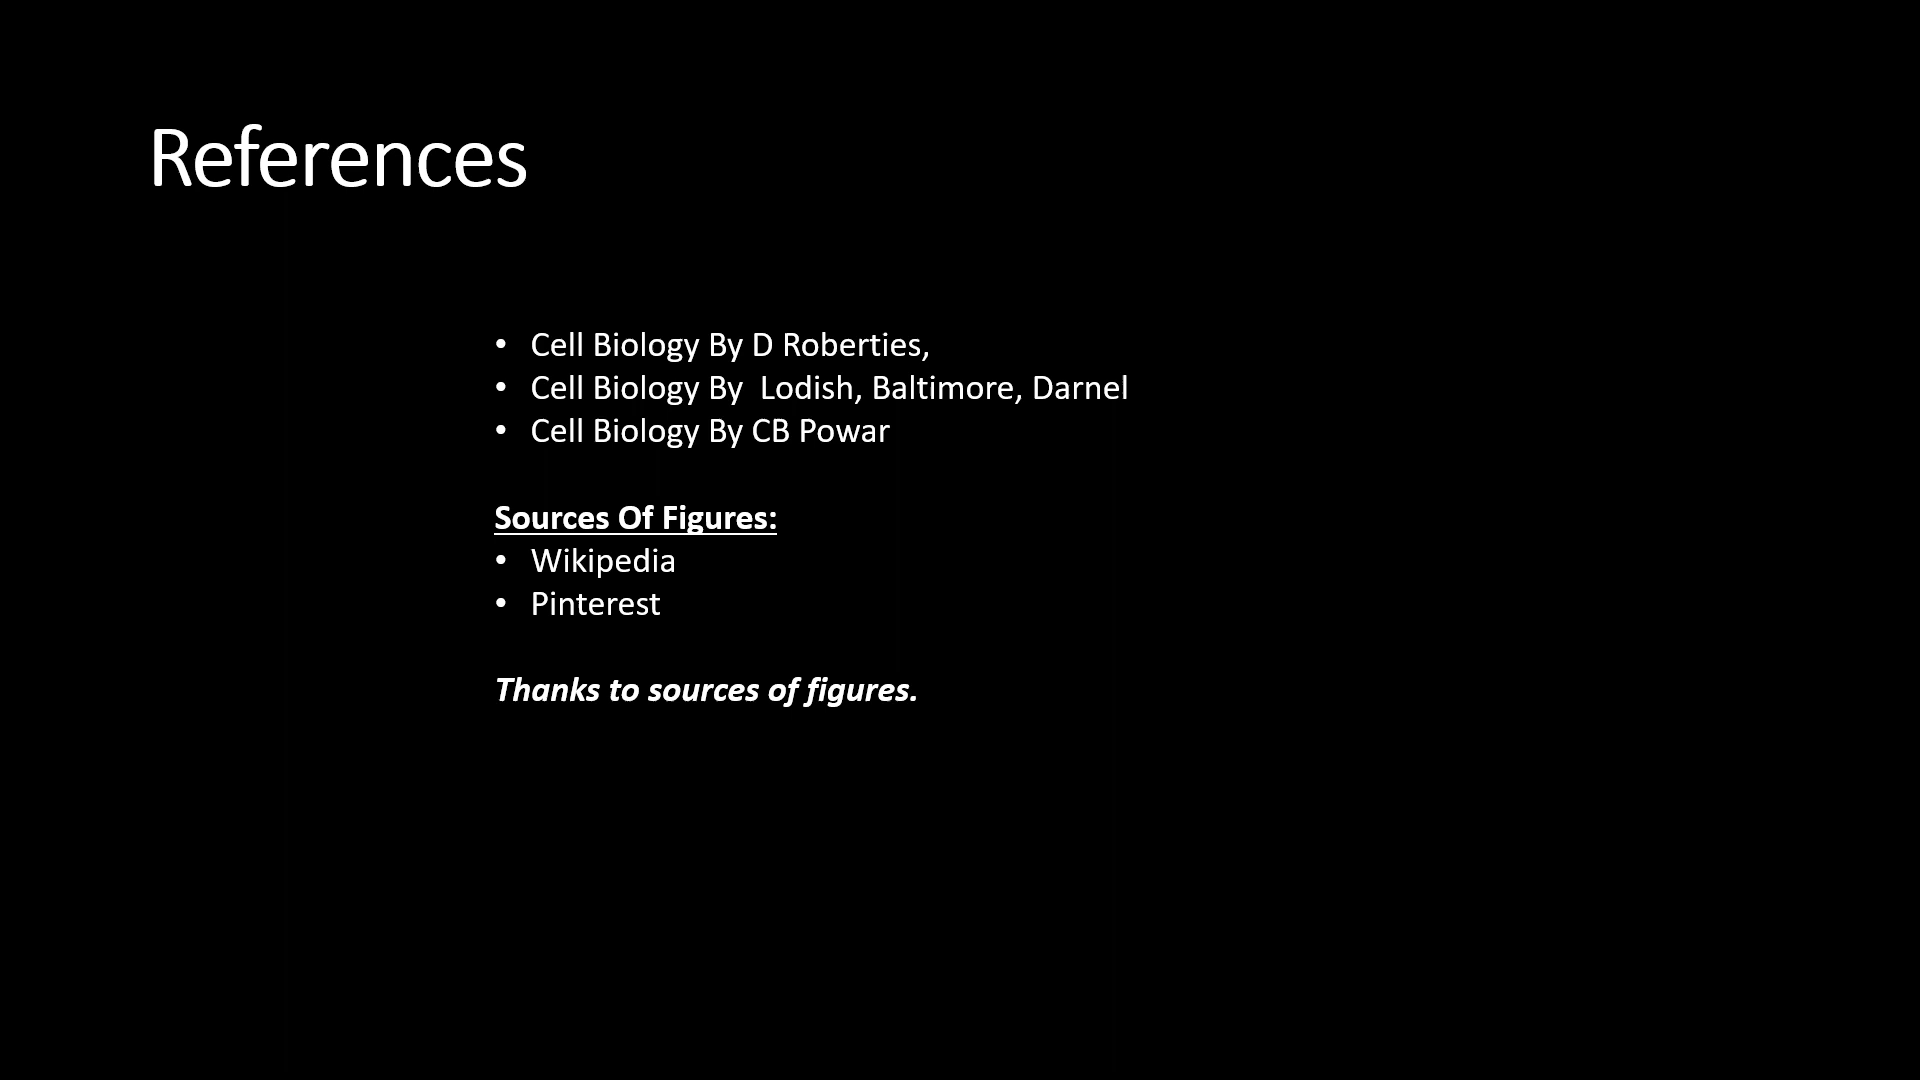 References
• Cell Biology By D Roberties,
• Cell Biology By  Lodish, Baltimore, Darnel
• Cell Biology By CB Powar
Sources Of Figures:
• Wikipedia
• Pinterest
Thanks to sources of figures.